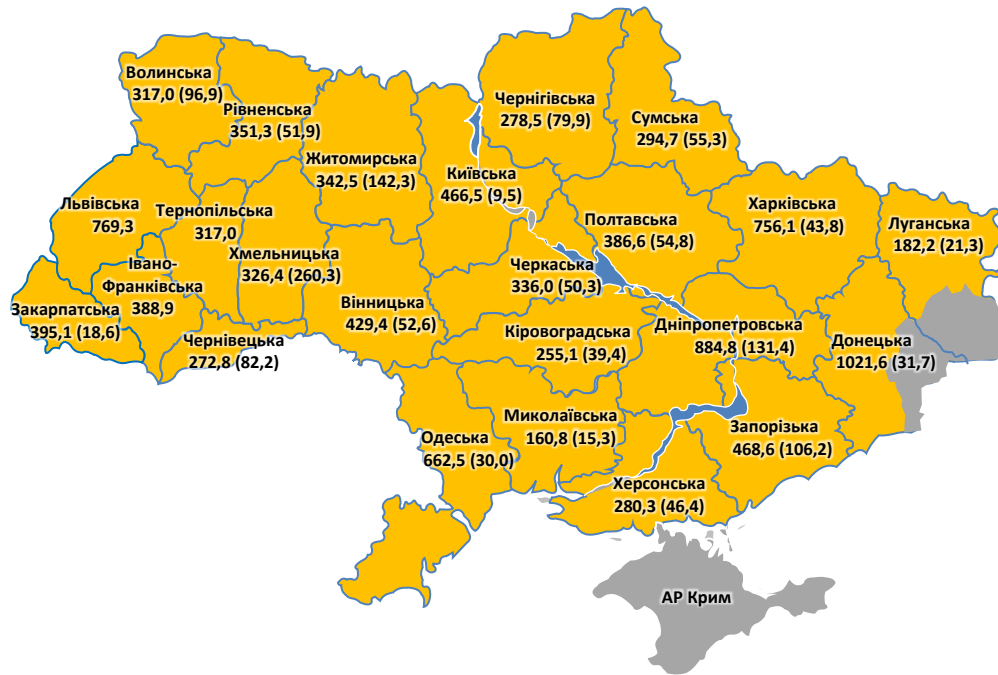 Волинська
317,0 (96,9)
Рівненська
351,3 (51,9)
Житомирська
342,5 (142,3)
Київська
466,5 (9,5)
Чернігівська
278,5 (79,9)
Сумська
294,7 (55,3)
Львівська
769,3
Тернопільська
317,0
Хмельницька
326,4 (260,3)
Полтавська
386,6 (54,8)
Харківська
756,1 (43,8)
Луганська
182,2 (21,3)
Івано-
Франківська
388,9
Закарпатська
395,1 (18,6)
Чернівецька
272,8 (82,2)
Вінницька
429,4 (52,6)
Черкаська
336,0 (50,3)
Кіровоградська
255,1 (39,4)
Дніпропетровська
884,8 (131,4)
Донецька
1021,6 (31,7)
Одеська
662,5 (30,0)
Миколаївська
160,8 (15,3)
Запорізька
468,6 (106,2)
Херсонська
280,3 (46,4)
АР Крим